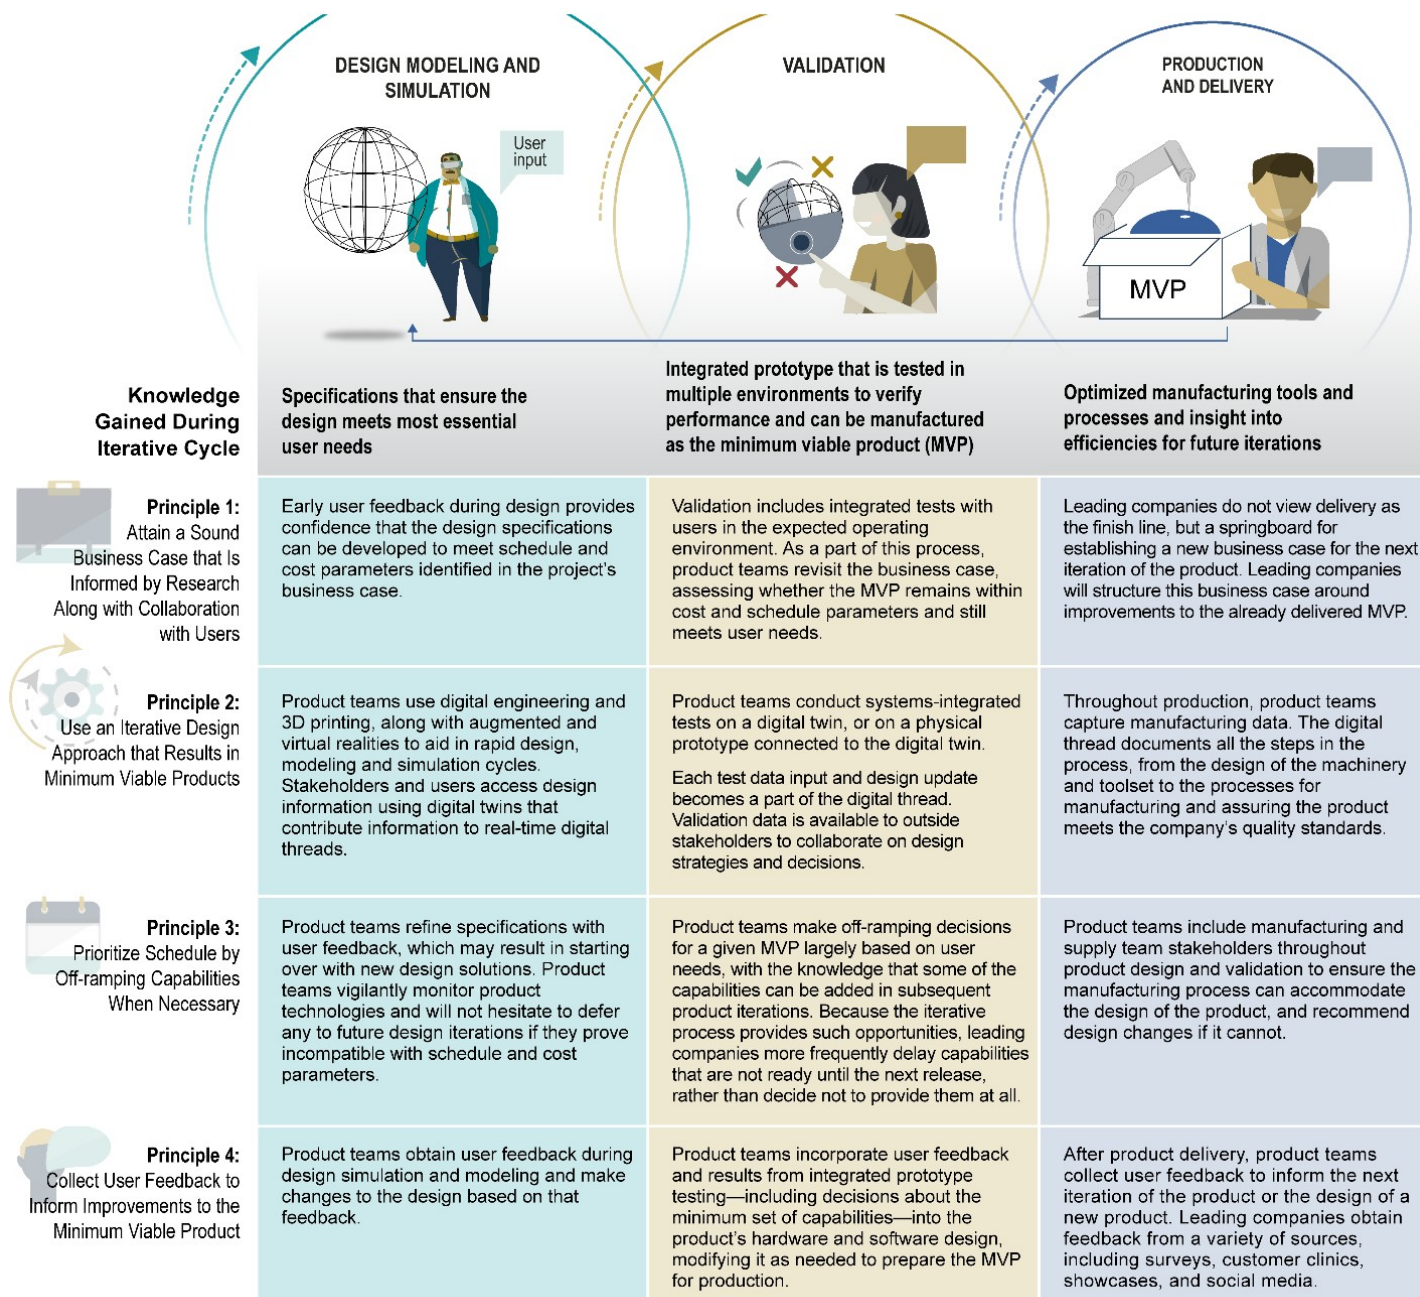 DESIGN MODELING AND
SIMULATION
User
input
VALIDATION
PRODUCTION
AND DELIVERY
MVP
Knowledge
Gained During
Iterative Cycle
Specifications that ensure the
design meets most essential
user needs
Integrated prototype that is tested in
multiple environments to verify
performance and can be manufactured
as the minimum viable product (MVP)
Optimized manufacturing tools and
processes and insight into
efficiencies for future iterations
Principle 1:
Attain a Sound
Business Case that Is
Informed by Research
Along with Collaboration
with Users
Early user feedback during design provides
confidence that the design specifications
can be developed to meet schedule and
cost parameters identified in the project's
business case.
Validation includes integrated tests with
users in the expected operating
environment. As a part of this process,
product teams revisit the business case,
assessing whether the MVP remains within
cost and schedule parameters and still
meets user needs.
Leading companies do not view delivery as
the finish line, but a springboard for
establishing a new business case for the next
iteration of the product. Leading companies
will structure this business case around
improvements to the already delivered MVP.
Principle 2:
Use an Iterative Design
Approach that Results in
Minimum Viable Products
Product teams use digital engineering and
3D printing, along with augmented and
virtual realities to aid in rapid design,
modeling and simulation cycles.
Stakeholders and users access design
information using digital twins that
contribute information to real-time digital
threads.
Product teams conduct systems-integrated
tests on a digital twin, or on a physical
prototype connected to the digital twin.
Each test data input and design update
becomes a part of the digital thread.
Validation data is available to outside
stakeholders to collaborate on design
strategies and decisions.
Throughout production, product teams
capture manufacturing data. The digital
thread documents all the steps in the
process, from the design of the machinery
and toolset to the processes for
manufacturing and assuring the product
meets the company's quality standards.
Principle 3:
Prioritize Schedule by
Off-ramping Capabilities
When Necessary
Product teams refine specifications with
user feedback, which may result in starting
over with new design solutions. Product
teams vigilantly monitor product
technologies and will not hesitate to defer
any to future design iterations if they prove
incompatible with schedule and cost
parameters.
Product teams make off-ramping decisions
for a given MVP largely based on user
needs, with the knowledge that some of the
capabilities can be added in subsequent
product iterations. Because the iterative
process provides such opportunities, leading
companies more frequently delay capabilities
that are not ready until the next release,
rather than decide not to provide them at all.
Product teams include manufacturing and
supply team stakeholders throughout
product design and validation to ensure the
manufacturing process can accommodate
the design of the product, and recommend
design changes if it cannot.
Principle 4:
Collect User Feedback to
Inform Improvements to the
Minimum Viable Product
Product teams obtain user feedback during
design simulation and modeling and make
changes to the design based on that
feedback.
Product teams incorporate user feedback
and results from integrated prototype
testing—including decisions about the
minimum set of capabilities—into the
product's hardware and software design,
modifying it as needed to prepare the MVP
for production.
After product delivery, product teams
collect user feedback to inform the next
iteration of the product or the design of a
new product. Leading companies obtain
feedback from a variety of sources,
including surveys, customer clinics,
showcases, and social media.